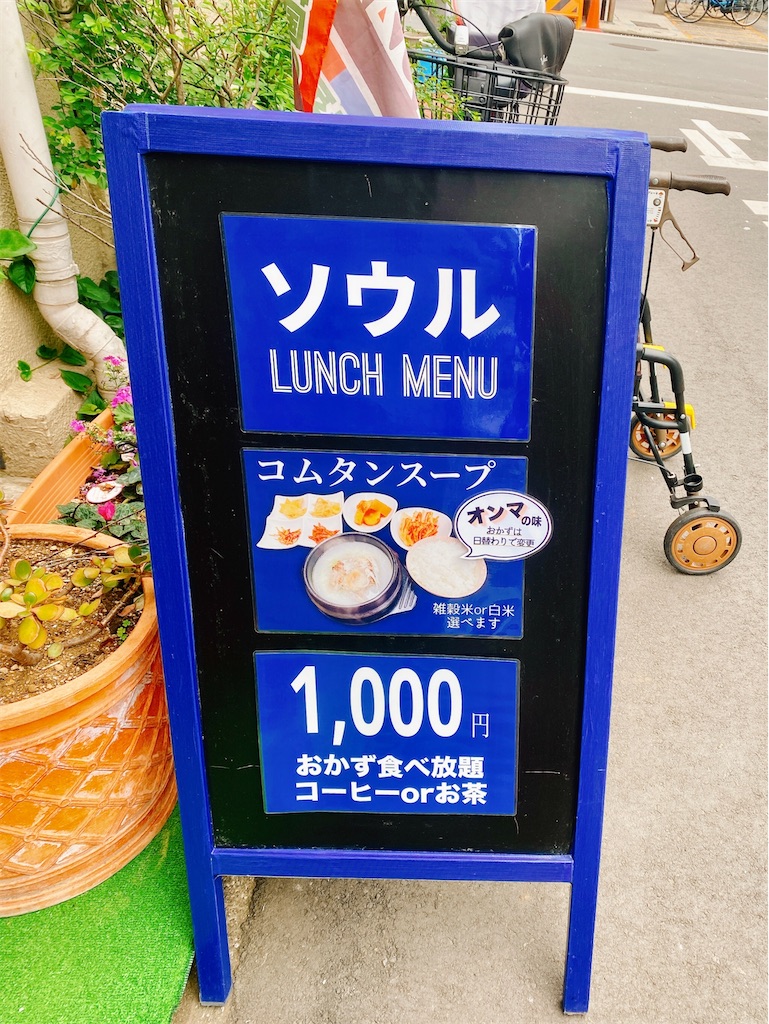 ソウル
LUNCH MENU
コムタンスープ
オンマの味
おかずは
日替わりで変更
雑穀米or白米
選べます
1,000円
おかず食べ放題
コーヒーorお茶